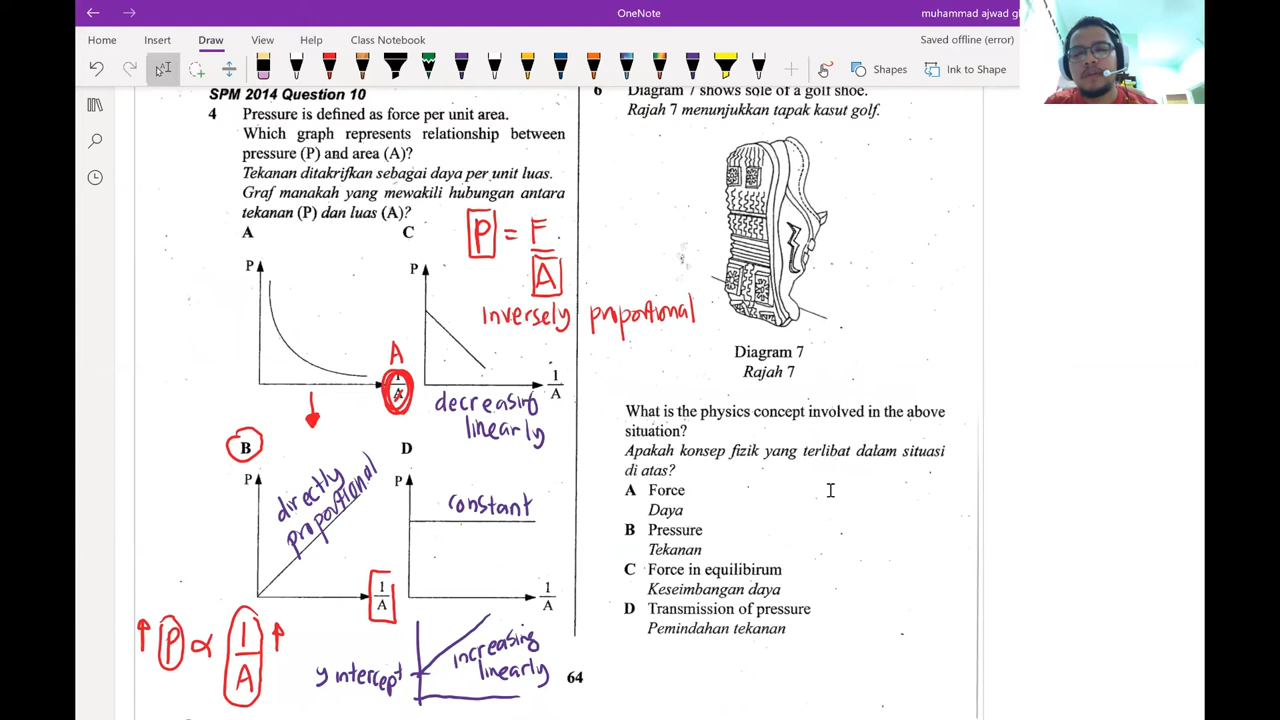 OneNote
muhammad ajwad gh
Home Insert Draw View Help Class Notebook
Saved offline (error)
Shapes
Ink to Shape
SPM 2014 Question 10
4 Pressure is defined as force per unit area.
Which graph represents relationship between
pressure (P) and area (A)?
Tekanan ditakrifkan sebagai daya per unit luas.
Graf manakah yang mewakili hubungan antara
tekanan (P) dan luas (A)?
P = F
A
inversely proportional
A
P
A
1
A
C
P
1
A
decreasing
linearly
B
P
directly
proportional
1
A
D
P
constant
1
A
P ∝ 1
A
y intercept
increasing
linearly
64
6 Diagram 7 shows sole of a golf shoe.
Rajah 7 menunjukkan tapak kasut golf.
Diagram 7
Rajah 7
What is the physics concept involved in the above
situation?
Apakah konsep fizik yang terlibat dalam situasi
di atas?
A Force
Daya
B Pressure
Tekanan
C Force in equilibirum
Keseimbangan daya
D Transmission of pressure
Pemindahan tekanan